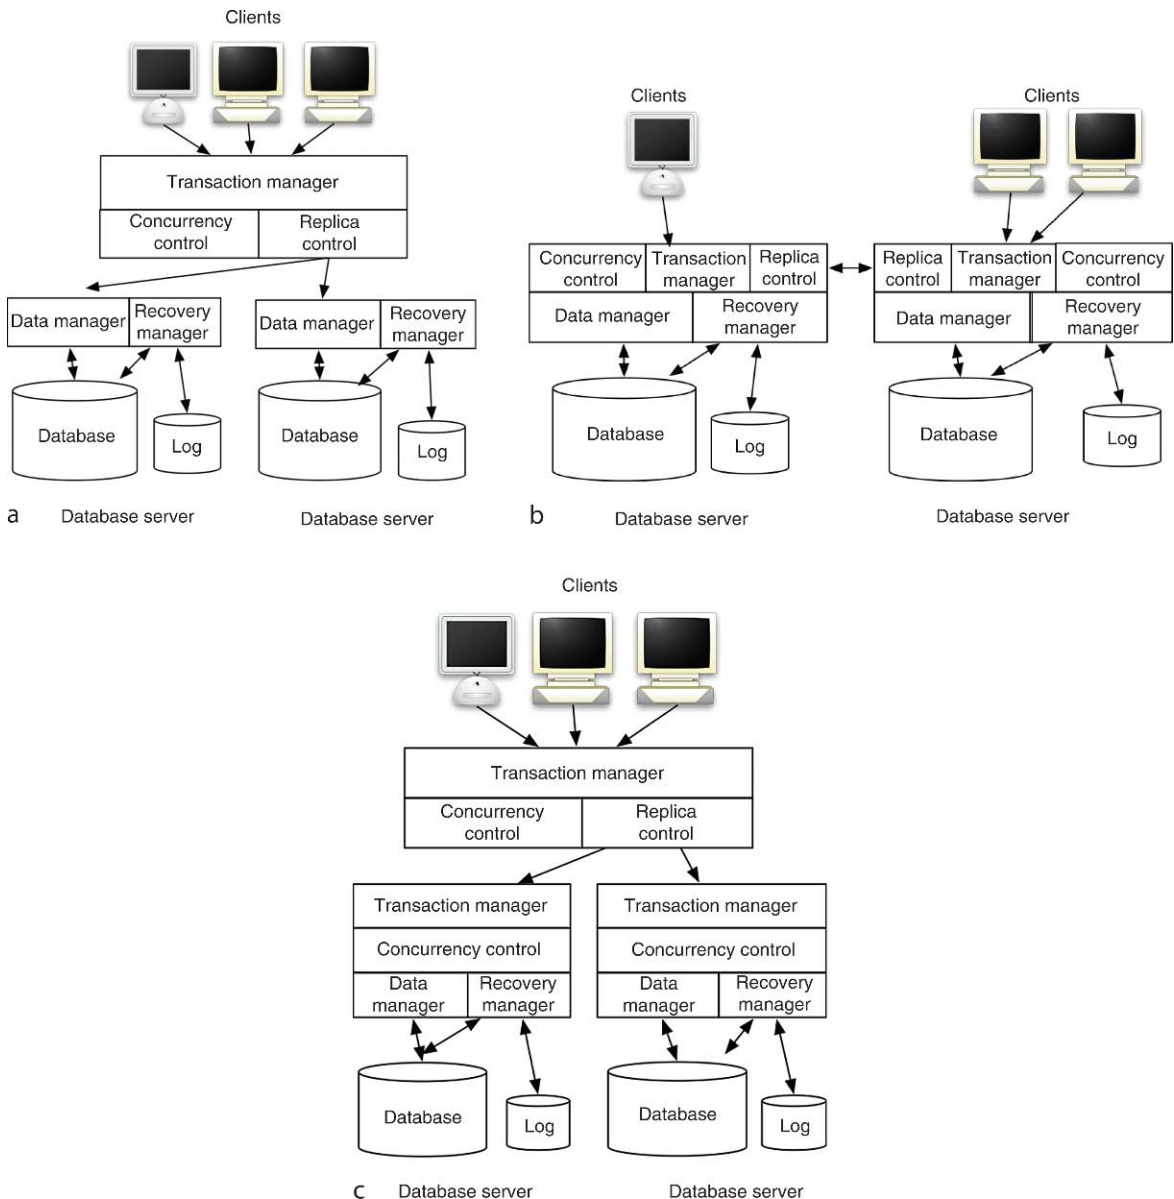 Clients
Transaction manager
Concurrency
control
Replica
control
Data manager
Recovery
manager
Data manager
Recovery
manager
Database
Log
Database
Log
a
Database server
Database server
Clients
Clients
Concurrency
control
Transaction
manager
Replica
control
Replica
control
Transaction
manager
Concurrency
control
Data manager
Recovery
manager
Data manager
Recovery
manager
Database
Log
Database
Log
b
Database server
Database server
Clients
Transaction manager
Concurrency
control
Replica
control
Transaction manager
Transaction manager
Concurrency control
Concurrency control
Data
manager
Recovery
manager
Data
manager
Recovery
manager
Database
Log
Database
Log
c
Database server
Database server